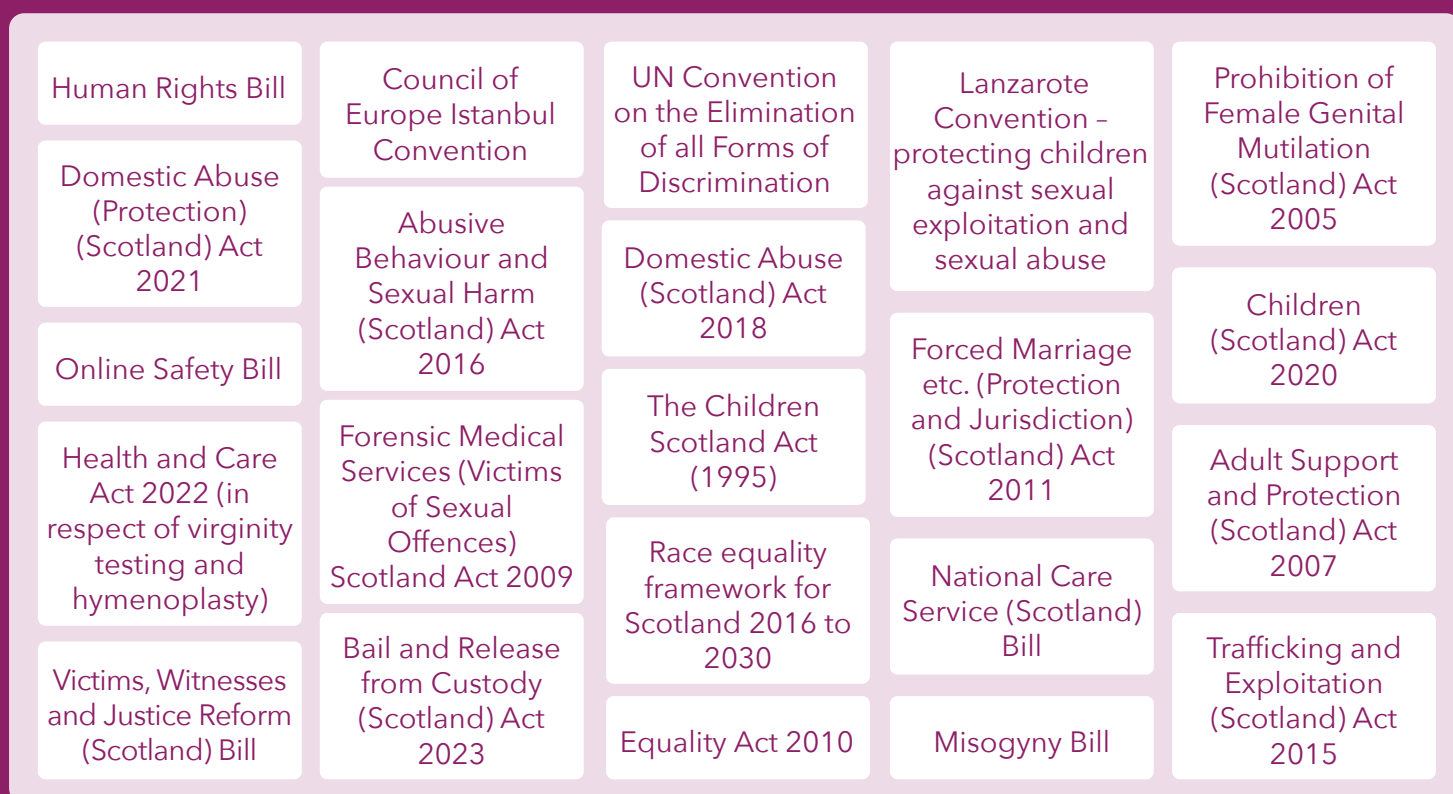 Human Rights Bill
Domestic Abuse
(Protection)
(Scotland) Act
2021
Online Safety Bill
Health and Care
Act 2022 (in
respect of virginity
testing and
hymenoplasty)
Victims, Witnesses
and Justice Reform
(Scotland) Bill
Council of
Europe Istanbul
Convention
Abusive
Behaviour and
Sexual Harm
(Scotland) Act
2016
Forensic Medical
Services (Victims
of Sexual
Offences)
Scotland Act 2009
Bail and Release
from Custody
(Scotland) Act
2023
UN Convention
on the Elimination
of all Forms of
Discrimination
Domestic Abuse
(Scotland) Act
2018
The Children
Scotland Act
(1995)
Race equality
framework for
Scotland 2016 to
2030
Equality Act 2010
Lanzarote
Convention –
protecting children
against sexual
exploitation and
sexual abuse
Forced Marriage
etc. (Protection
and Jurisdiction)
(Scotland) Act
2011
National Care
Service (Scotland)
Bill
Misogyny Bill
Prohibition of
Female Genital
Mutilation
(Scotland) Act
2005
Children
(Scotland) Act
2020
Adult Support
and Protection
(Scotland) Act
2007
Trafficking and
Exploitation
(Scotland) Act
2015